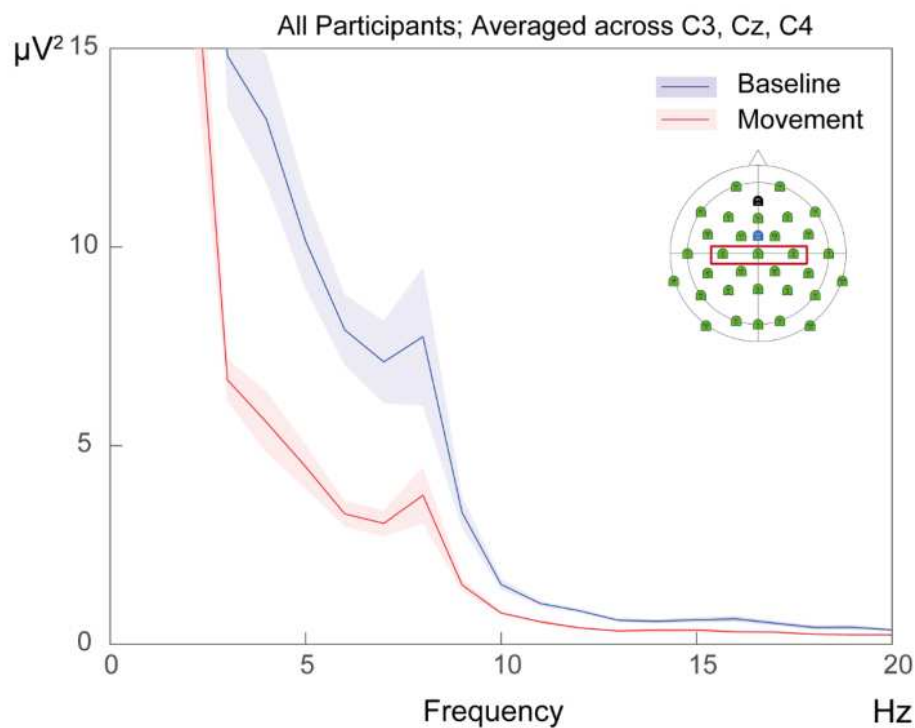 All Participants; Averaged across C3, Cz, C4
µV²
15
10
5
0
Baseline
Movement
0 5 10 15 20
Frequency Hz